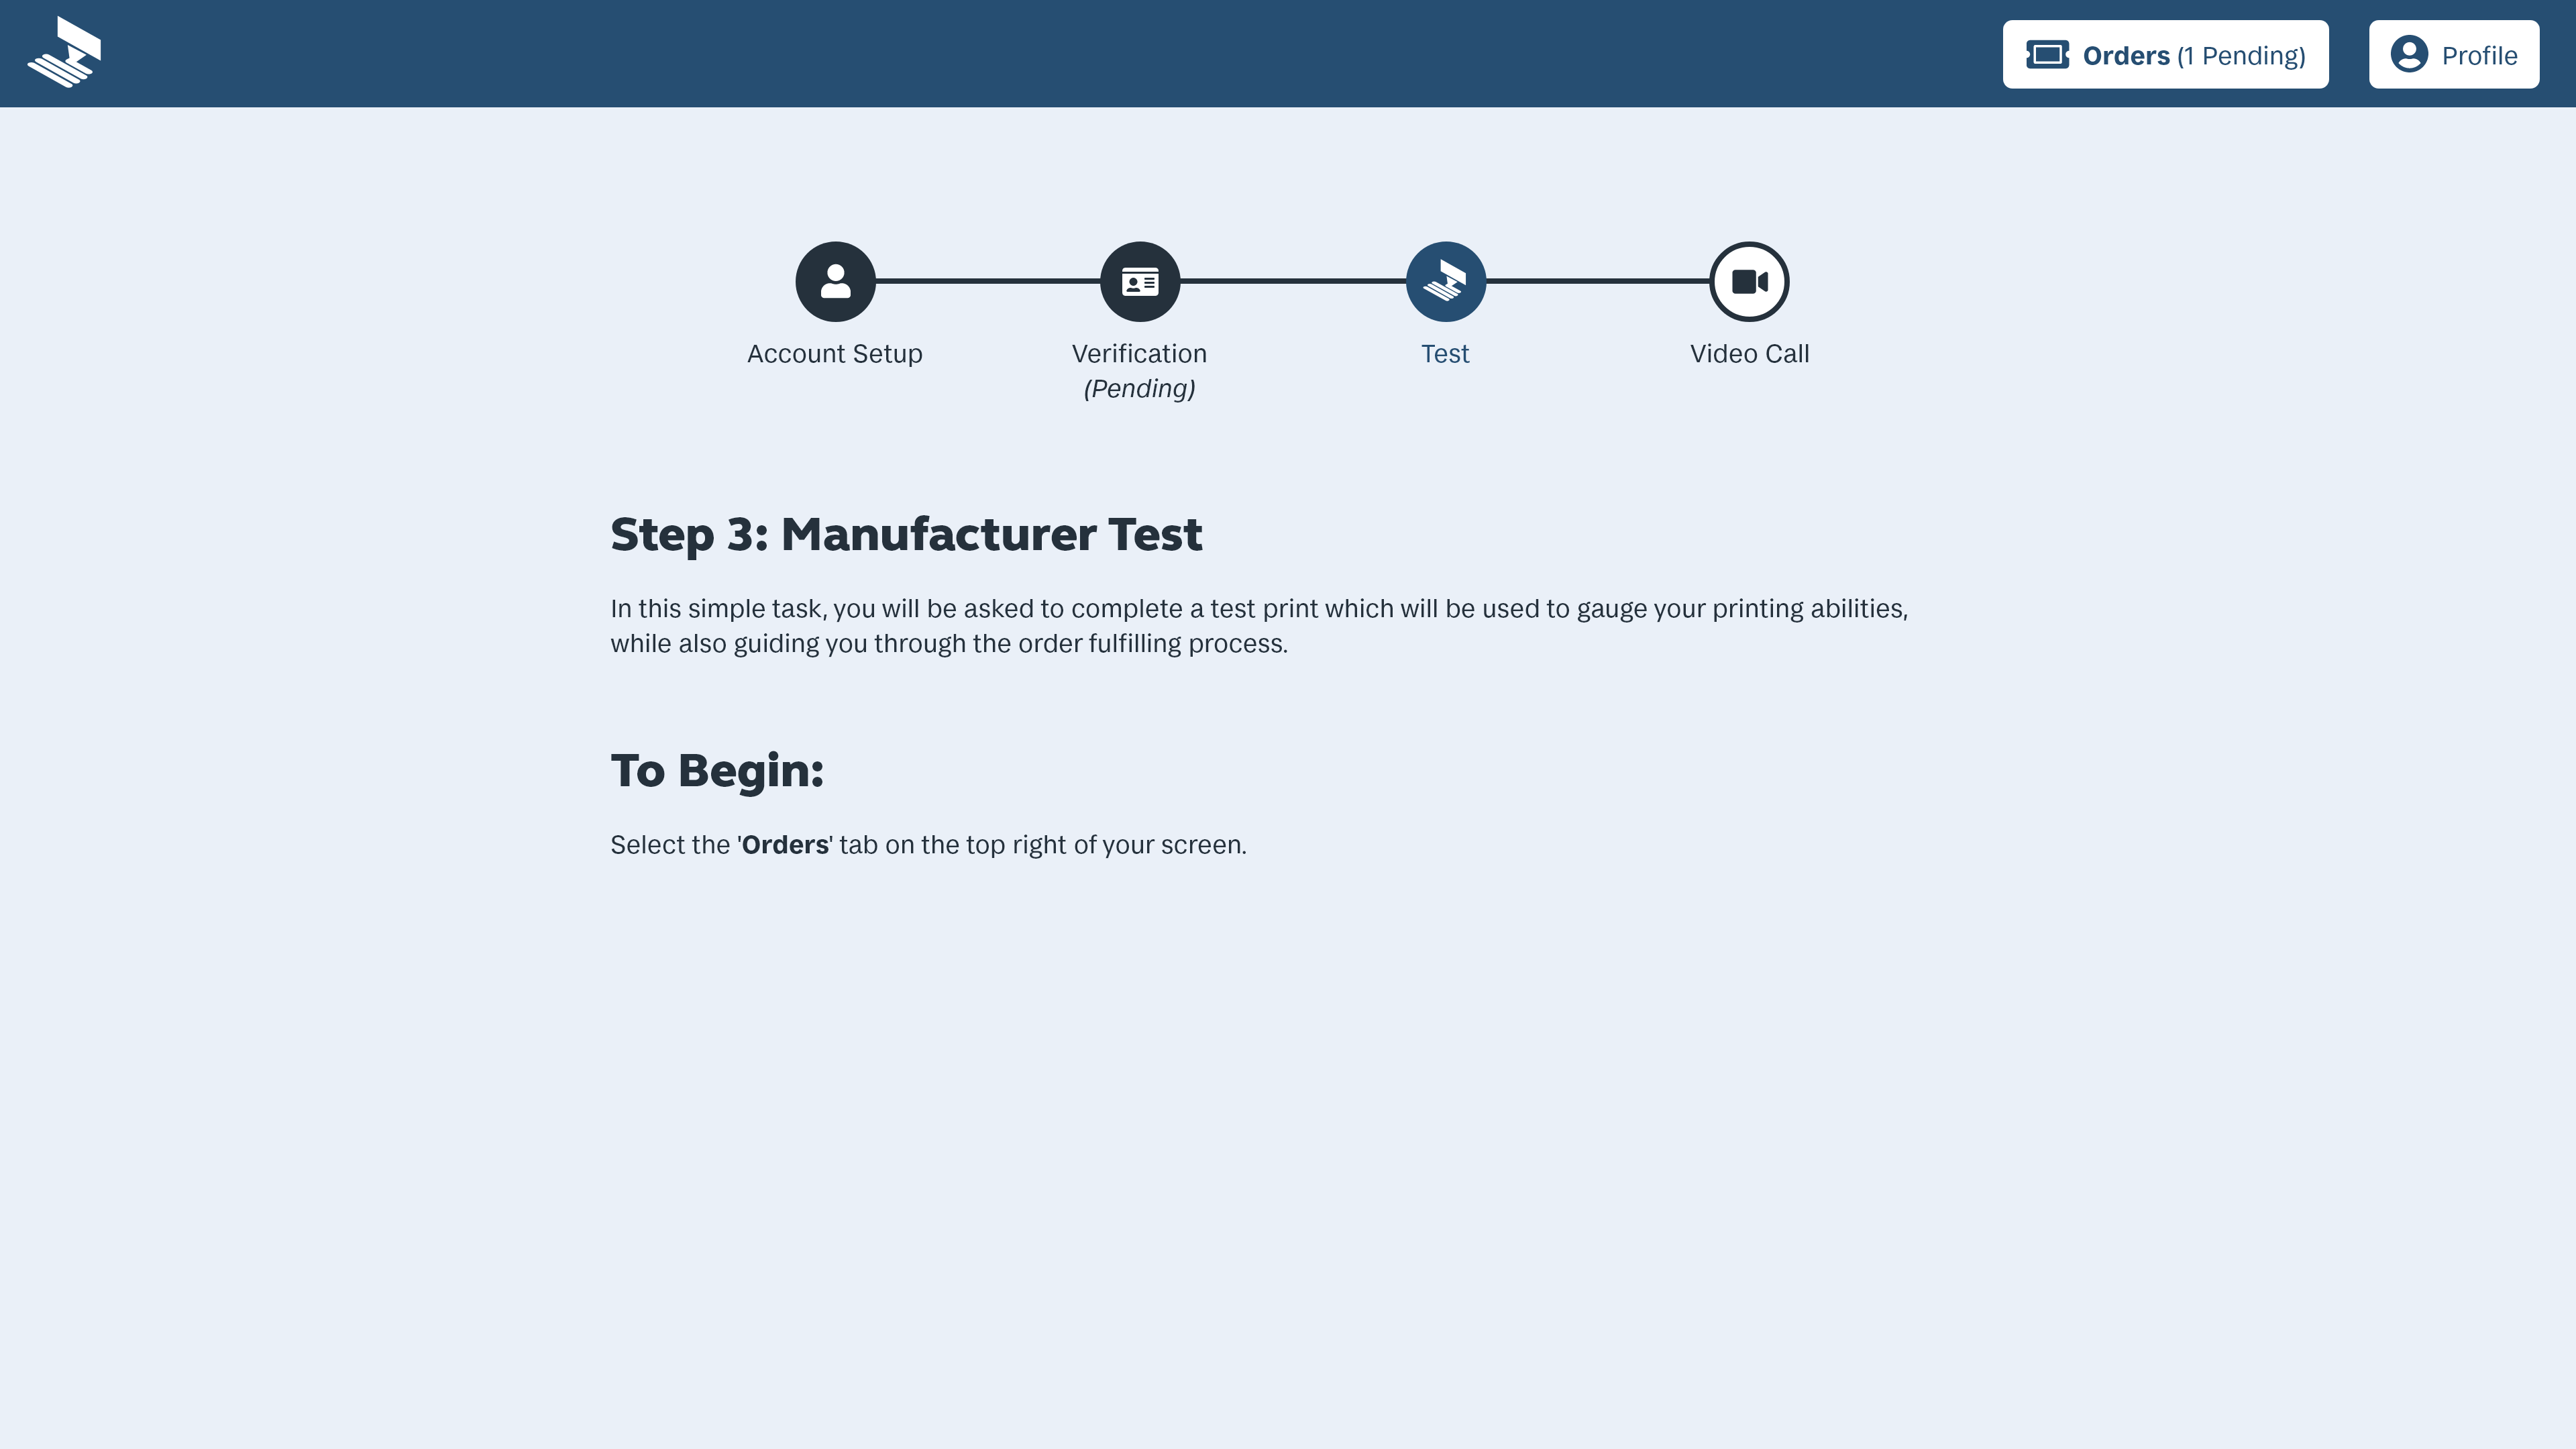 Orders (1 Pending)
Profile
Account Setup
Verification
(Pending)
Test
Video Call
Step 3: Manufacturer Test
In this simple task, you will be asked to complete a test print which will be used to gauge your printing abilities,
while also guiding you through the order fulfilling process.
To Begin:
Select the 'Orders' tab on the top right of your screen.